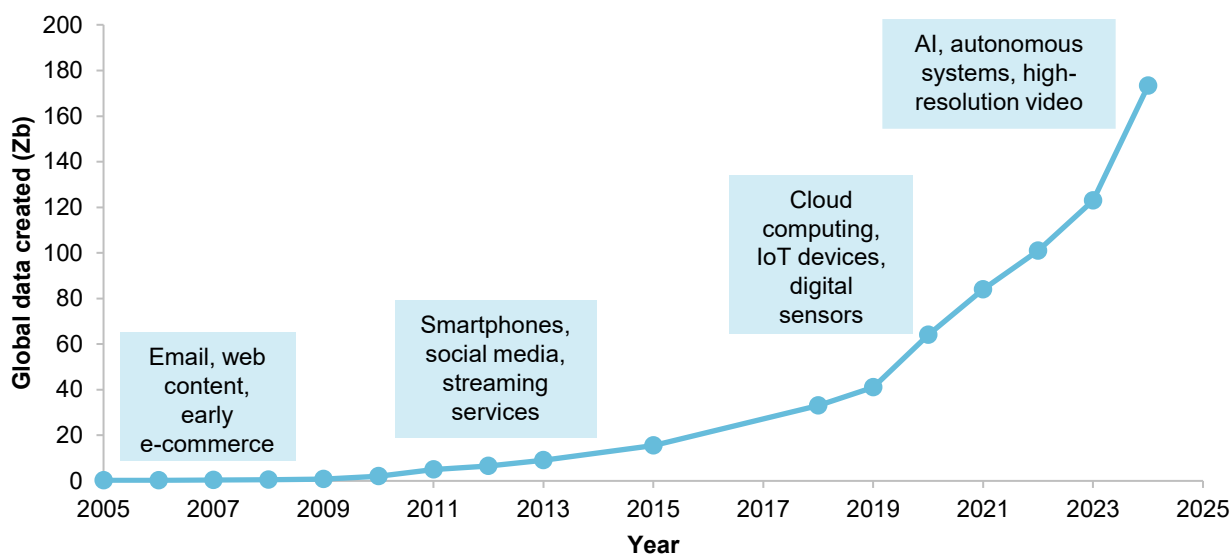 Global data created (Zb)
200
180
160
140
120
100
80
60
40
20
0
AI, autonomous
systems, high-
resolution video
Cloud
computing,
IoT devices,
digital
sensors
Smartphones,
social media,
streaming
services
Email, web
content,
early
e-commerce
2005 2007 2009 2011 2013 2015 2017 2019 2021 2023 2025
Year